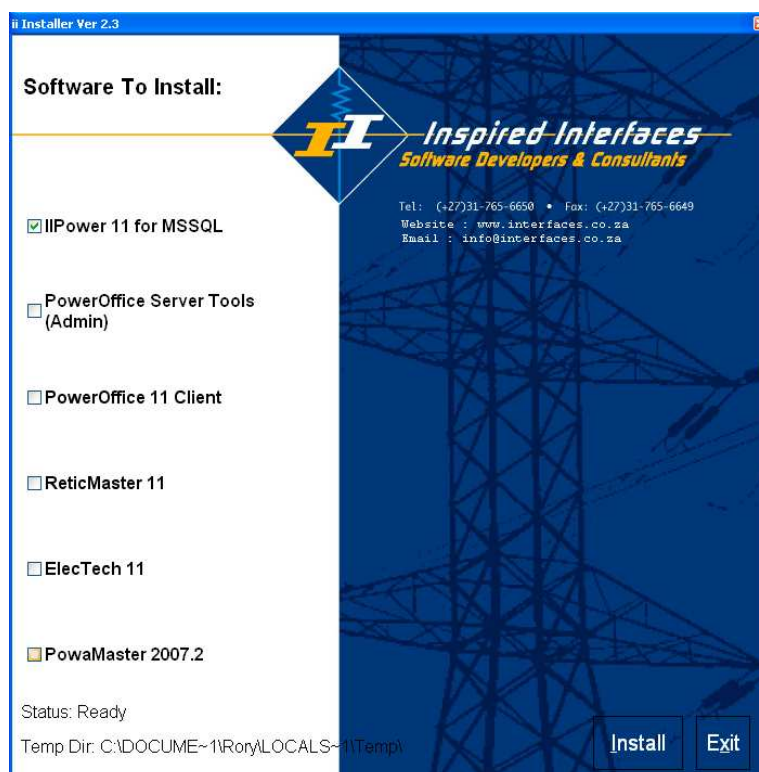 ii Installer Ver 2.3
Software To Install:
II
Inspired Interfaces
Software Developers & Consultants
Tel: (+27)31-765-6650 • Fax: (+27)31-765-6649
Website : www.interfaces.co.za
Email : info@interfaces.co.za
IIPower 11 for MSSQL
PowerOffice Server Tools
(Admin)
PowerOffice 11 Client
ReticMaster 11
ElecTech 11
PowaMaster 2007.2
Status: Ready
Temp Dir: C:\DOCUME~1\Rory\LOCALS~1\Temp\
Install
Exit